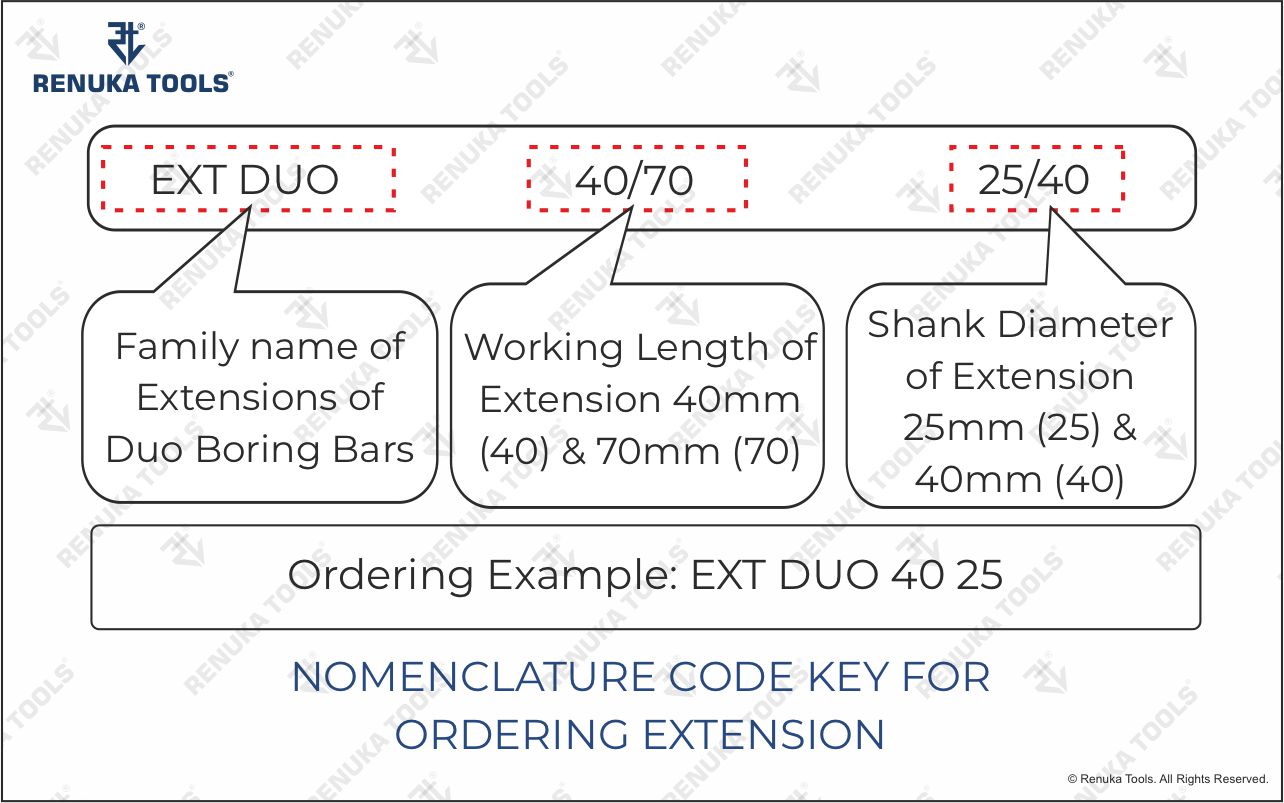 RENUKA TOOLS®
EXT DUO
40/70
25/40
Family name of
Extensions of
Duo Boring Bars
Working Length of
Extension 40mm
(40) & 70mm (70)
Shank Diameter
of Extension
25mm (25) &
40mm (40)
Ordering Example: EXT DUO 40 25
NOMENCLATURE CODE KEY FOR
ORDERING EXTENSION
© Renuka Tools. All Rights Reserved.